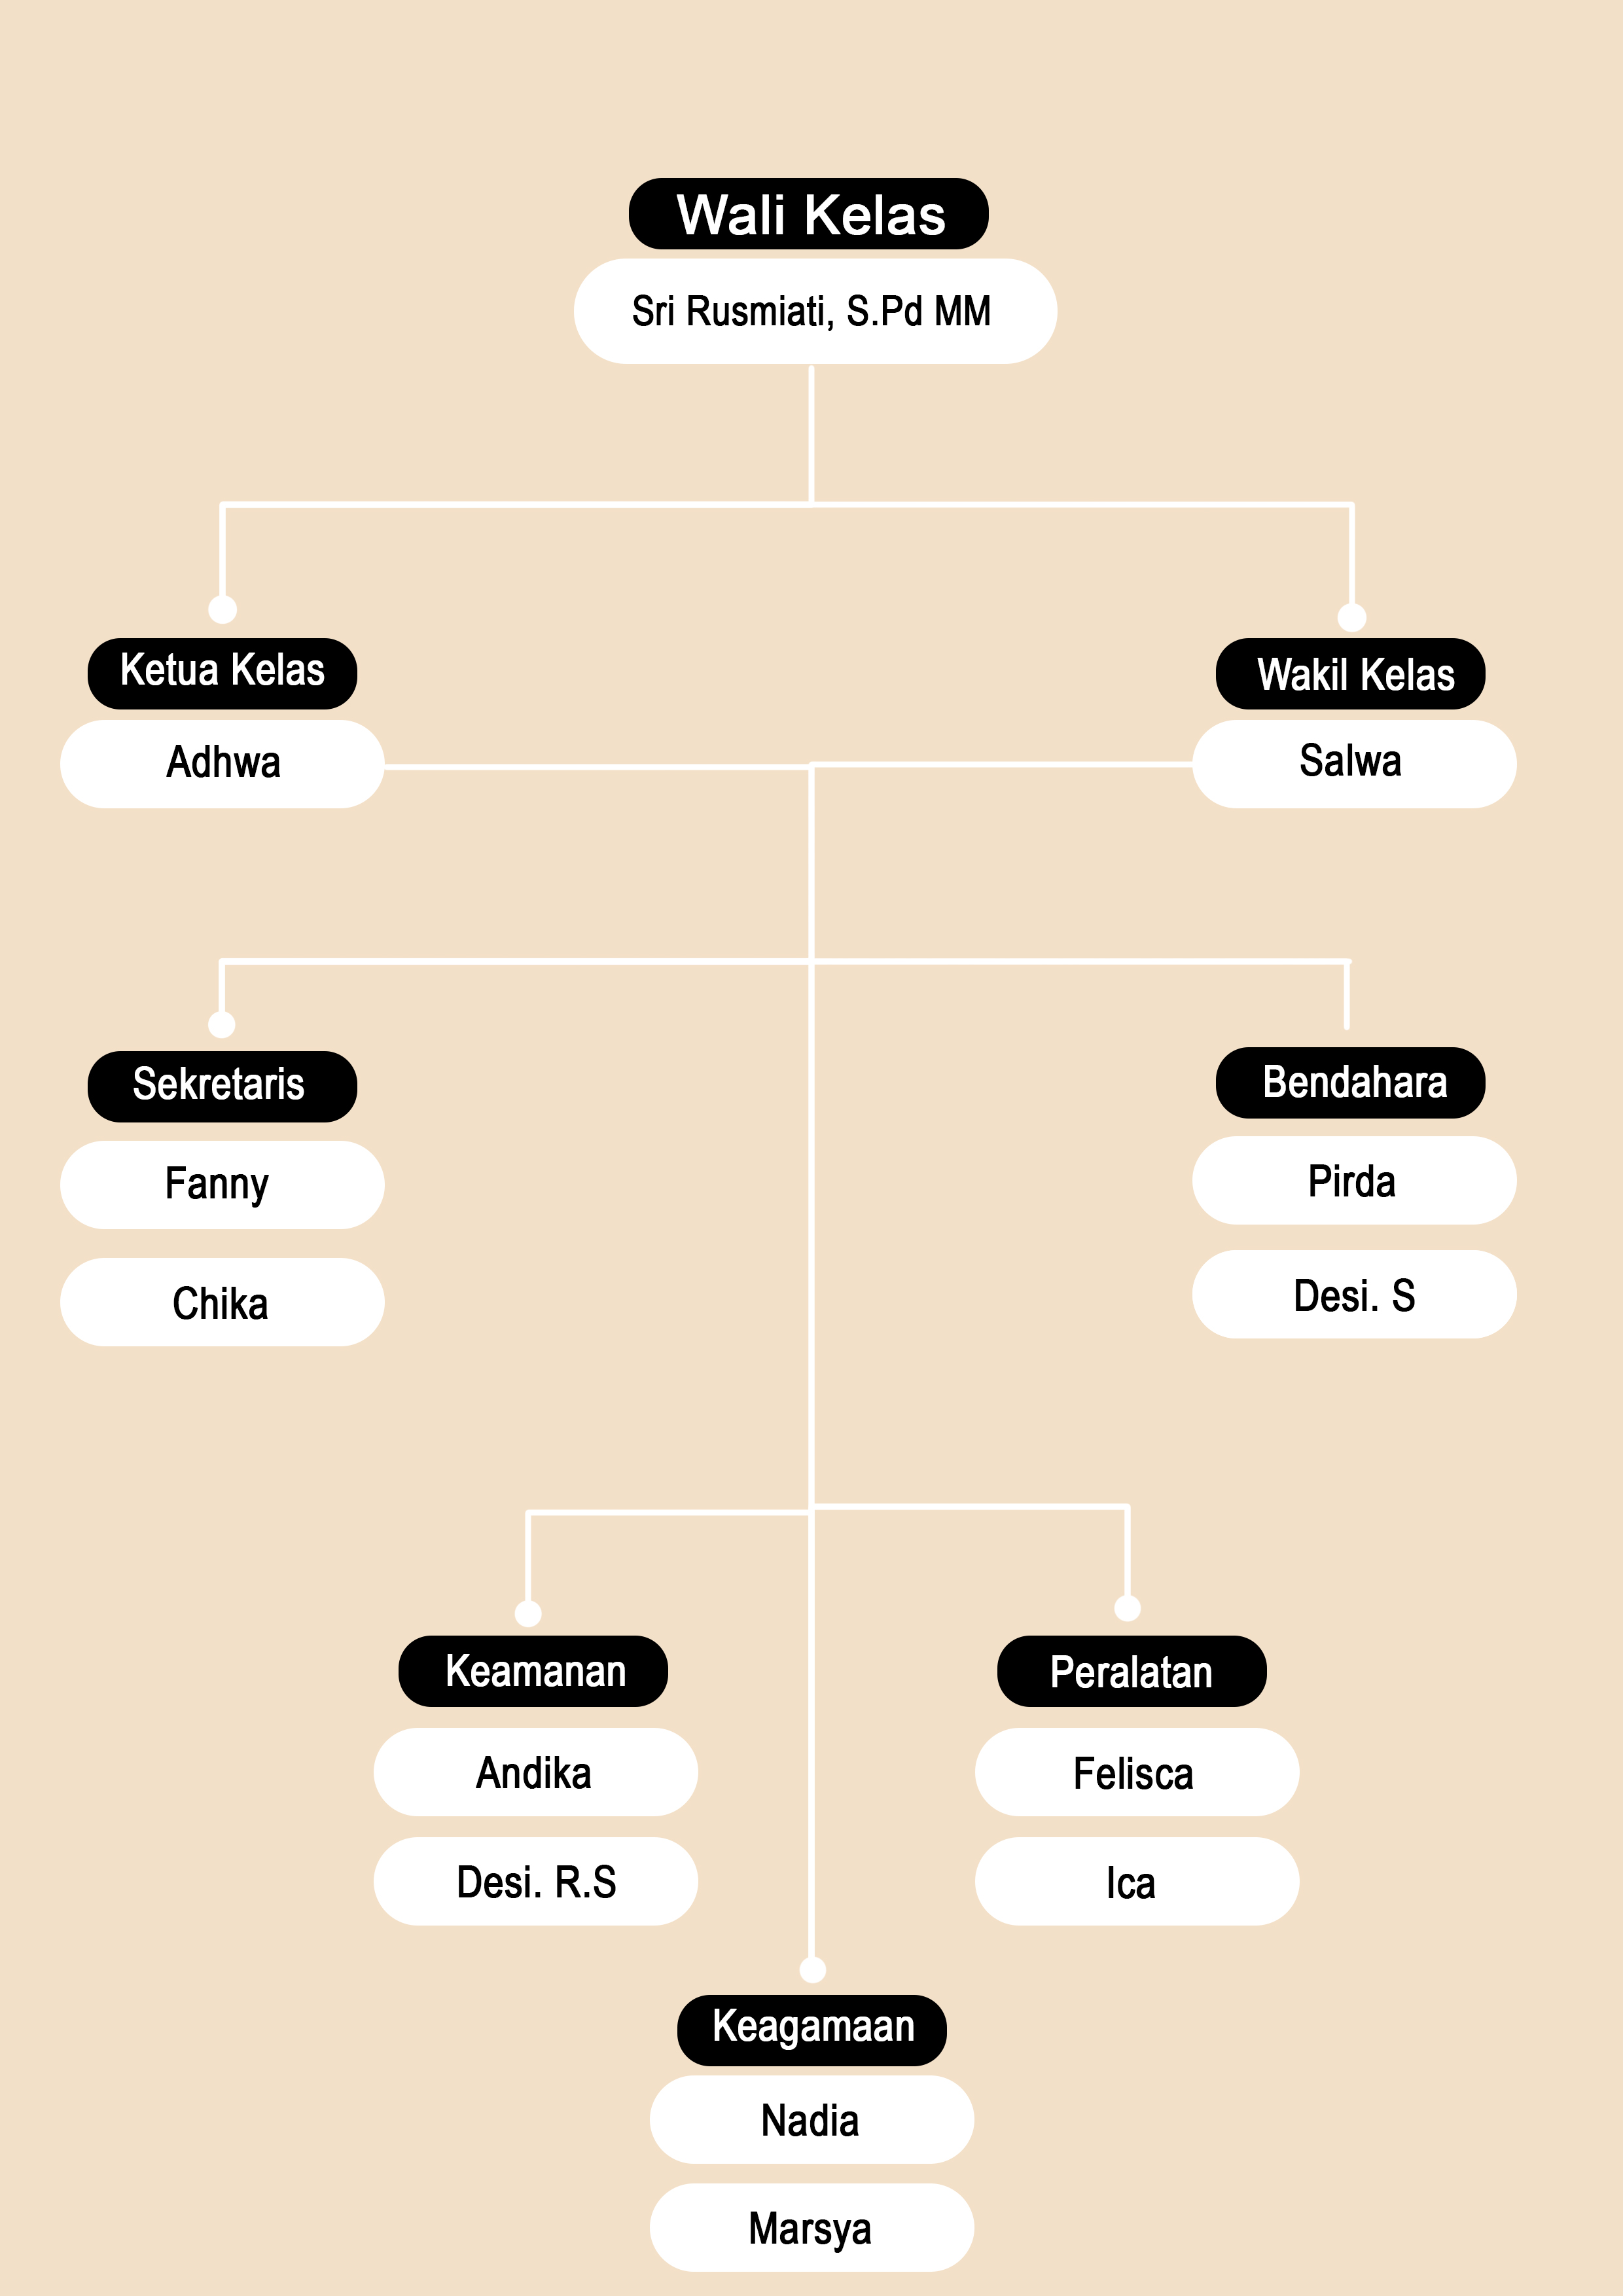 Wali Kelas
Sri Rusmiati, S.Pd MM
Ketua Kelas
Adhwa
Wakil Kelas
Salwa
Sekretaris
Fanny
Chika
Bendahara
Pirda
Desi. S
Keamanan
Andika
Desi. R.S
Peralatan
Felisca
Ica
Keagamaan
Nadia
Marsya